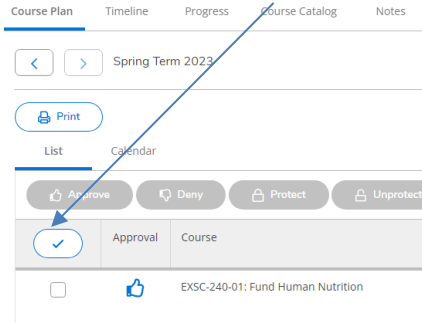 Course Plan Timeline Progress Course Catalog Notes
Spring Term 2023
Print
List Calendar
Approve Deny Protect Unprotect
Approval Course
EXSC-240-01: Fund Human Nutrition